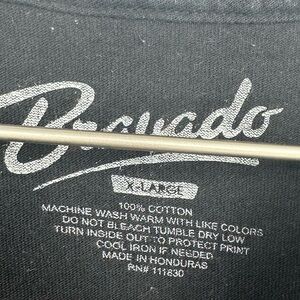 Bravado
X-LARGE
100% COTTON
MACHINE WASH WARM WITH LIKE COLORS
DO NOT BLEACH TUMBLE DRY LOW
TURN INSIDE OUT TO PROTECT PRINT
COOL IRON IF NEEDED
MADE IN HONDURAS
RN# 111830